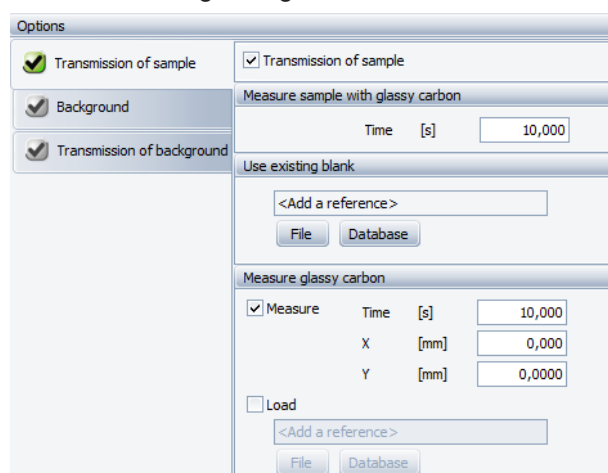 Options
Transmission of sample
Background
Transmission of background
Transmission of sample
Measure sample with glassy carbon
Time [s] 10,000
Use existing blank
<Add a reference>
File Database
Measure glassy carbon
Measure Time [s] 10,000
X [mm] 0,000
Y [mm] 0,0000
Load
<Add a reference>
File Database